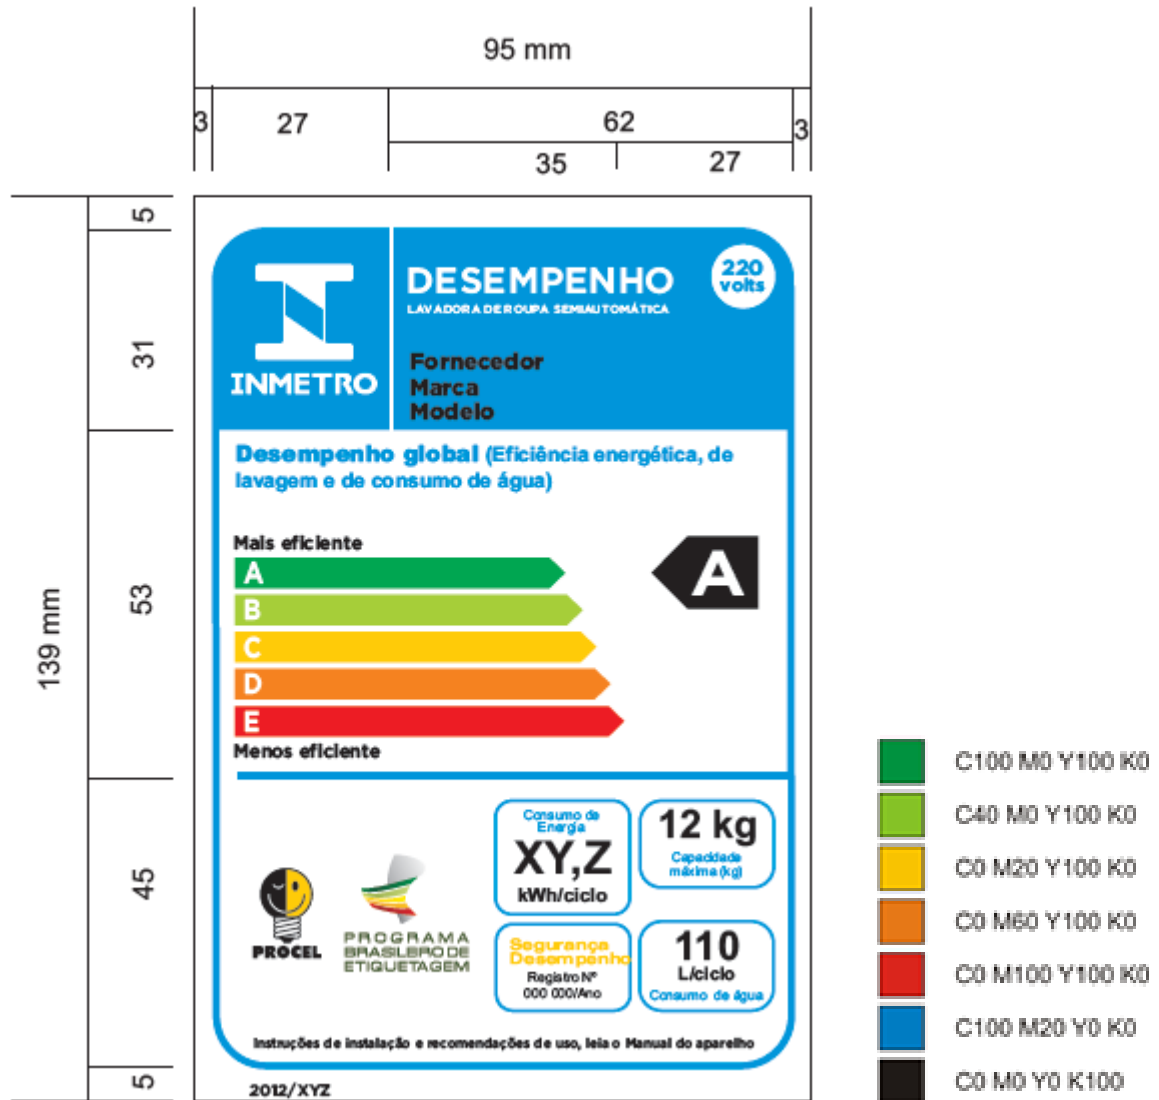 95 mm
3
27
62
3
35
27
5
31
53
139 mm
45
5
INMETRO
DESEMPENHO
LAVADORA DE ROUPA SEMIAUTOMÁTICA
220
volts
Fornecedor
Marca
Modelo
Desempenho global (Eficiência energética, de
lavagem e de consumo de água)
Mais eficiente
A
B
C
D
E
A
Menos eficiente
PROCEL
PROGRAMA
BRASILEIRO DE
ETIQUETAGEM
Consumo de
Energia
XY,Z
kWh/ciclo
12 kg
Capacidade
máxima (kg)
Segurança
Desempenho
Registro Nº
000 000/Ano
110
L/ciclo
Consumo de água
Instruções de instalação e recomendações de uso, leia o Manual do aparelho
2012/XYZ
C100 M0 Y100 K0
C40 M0 Y100 K0
C0 M20 Y100 K0
C0 M60 Y100 K0
C0 M100 Y100 K0
C100 M20 Y0 K0
C0 M0 Y0 K100